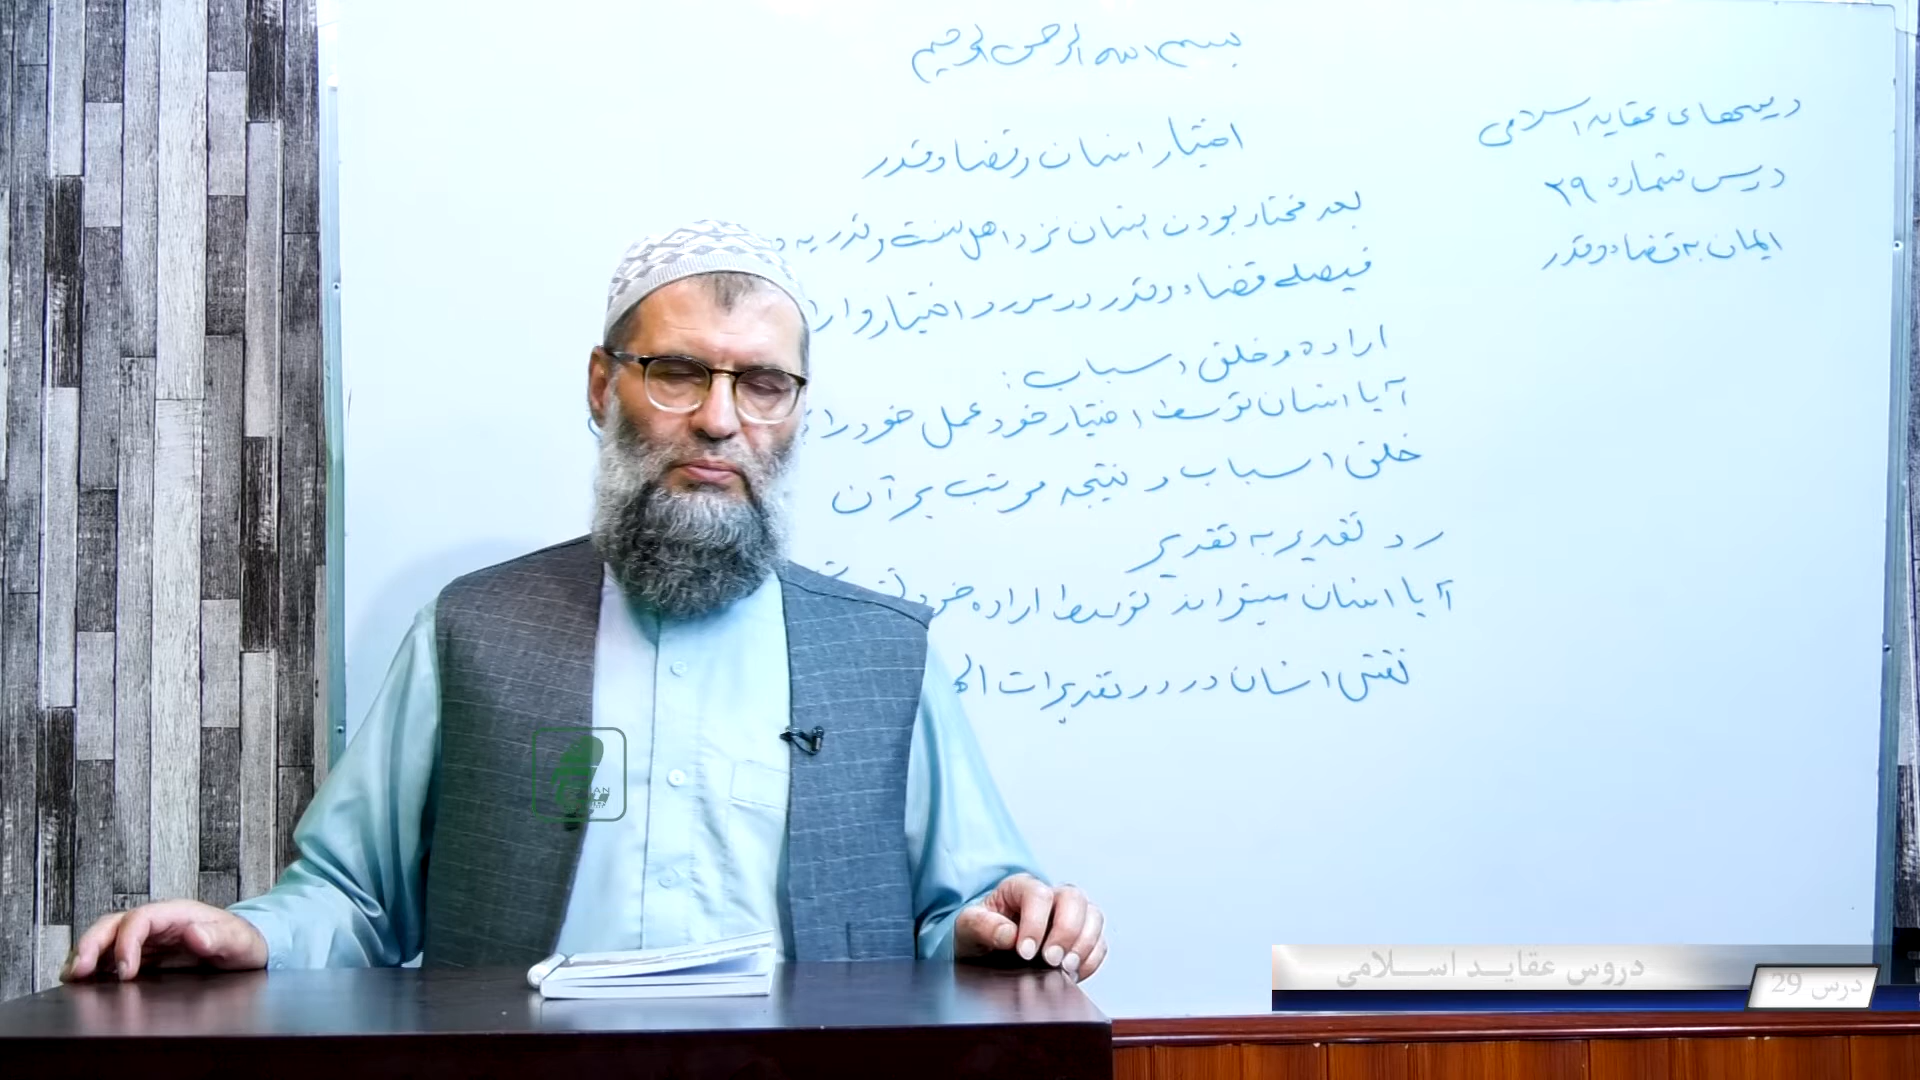 بسم الله الرحمن الرحیم
درسهای عقاید اسلامی
درس شماره ۲۹
ایمان به قضاء و قدر
اختیار انسان و قضا و قدر
بعد مختار بودن انسان نزد اهل سنت و قدریه
فیصله قضاء و قدر در مورد اختیار و
اراده و خلق اسباب:
آیا انسان توسط اختیار خود عمل خود را
خلق اسباب و نتیجه مرتب بر آن
رد تقدیر به تقدیر
آیا انسان میتواند توسط اراده خود
نقش انسان در رد تقدیرات
دروس عقاید اسلامی
درس 29